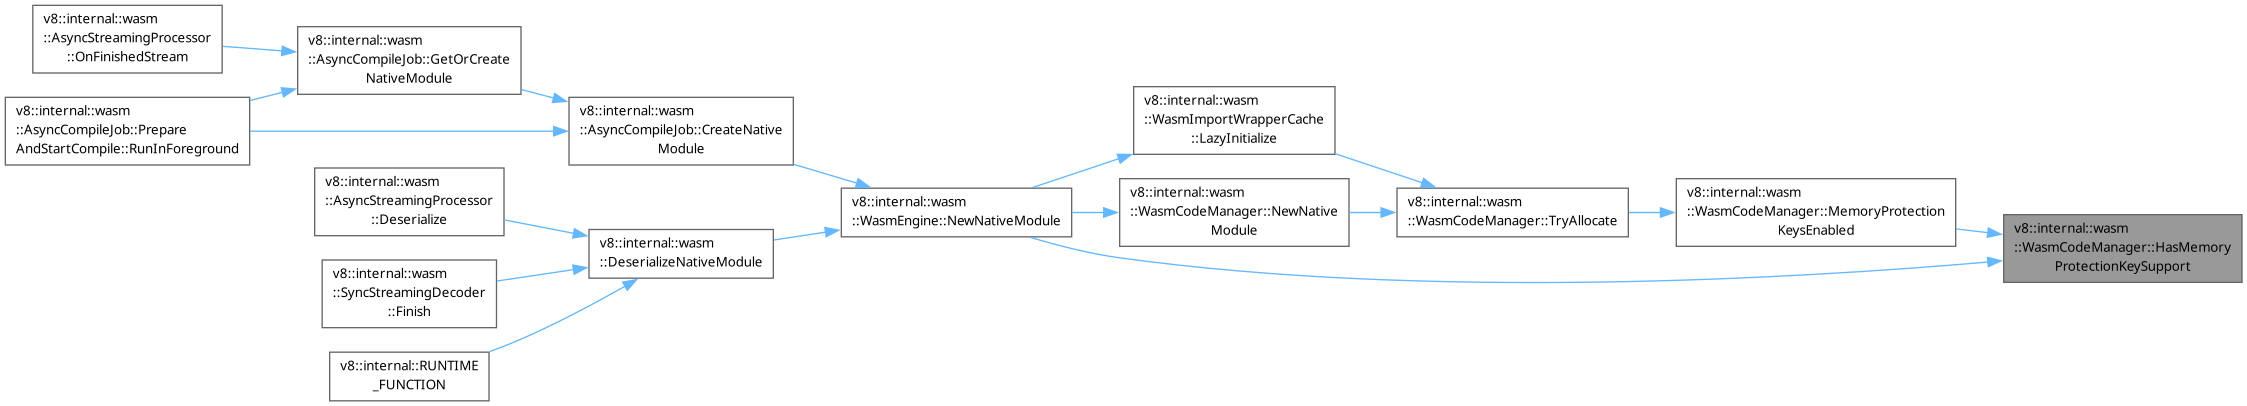 v8::internal::wasm
::AsyncStreamingProcessor
::OnFinishedStream
v8::internal::wasm
::AsyncCompileJob::GetOrCreate
NativeModule
v8::internal::wasm
::AsyncCompileJob::Prepare
AndStartCompile::RunInForeground
v8::internal::wasm
::AsyncCompileJob::CreateNative
Module
v8::internal::wasm
::AsyncStreamingProcessor
::Deserialize
v8::internal::wasm
::SyncStreamingDecoder
::Finish
v8::internal::RUNTIME
_FUNCTION
v8::internal::wasm
::DeserializeNativeModule
v8::internal::wasm
::WasmEngine::NewNativeModule
v8::internal::wasm
::WasmImportWrapperCache
::LazyInitialize
v8::internal::wasm
::WasmCodeManager::NewNative
Module
v8::internal::wasm
::WasmCodeManager::TryAllocate
v8::internal::wasm
::WasmCodeManager::MemoryProtection
KeysEnabled
v8::internal::wasm
::WasmCodeManager::HasMemory
ProtectionKeySupport